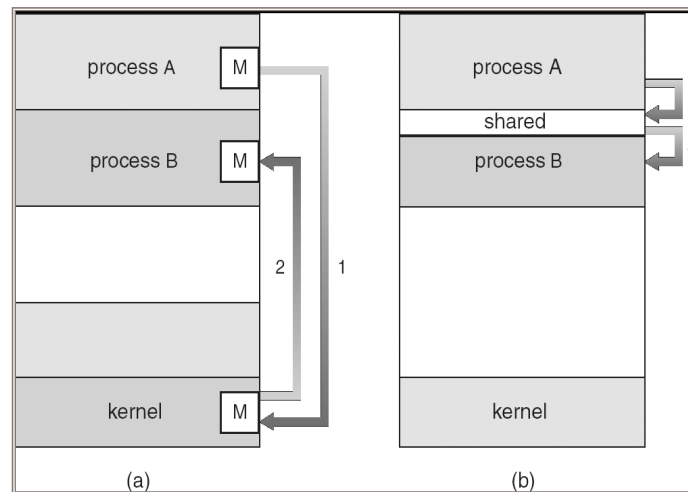 process A
M
process B
M
2
1
kernel
M
(a)
process A
shared
process B
kernel
(b)